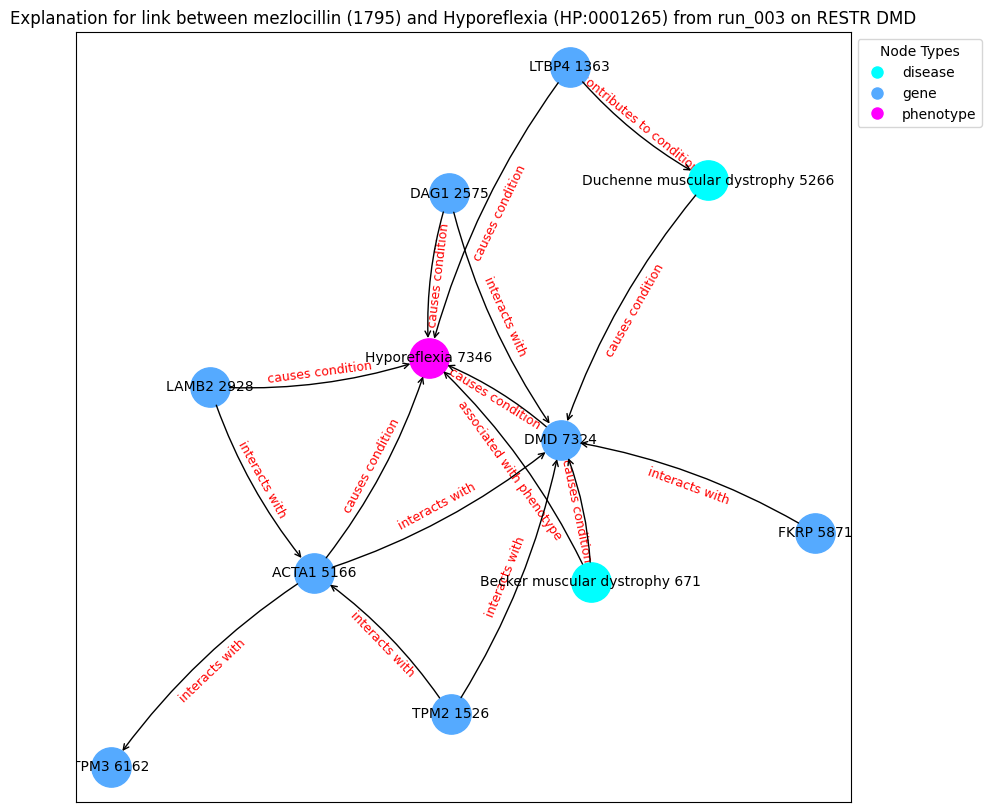 Explanation for link between mezlocillin (1795) and Hyporeflexia (HP:0001265) from run_003 on RESTR DMD
Node Types
disease
gene
phenotype
LTBP4 1363
ontributes to condition
Duchenne muscular dystrophy 5266
DAG1 2575
causes condition
causes condition
interacts with
causes condition
Hyporeflexia 7346
causes condition
LAMB2 2928
causes condition
associated with phenotype
DMD 7324
interacts with
causes condition
interacts with
causes condition
interacts with
FKRP 5871
ACTA1 5166
Becker muscular dystrophy 671
interacts with
interacts with
interacts with
TPM2 1526
TPM3 6162